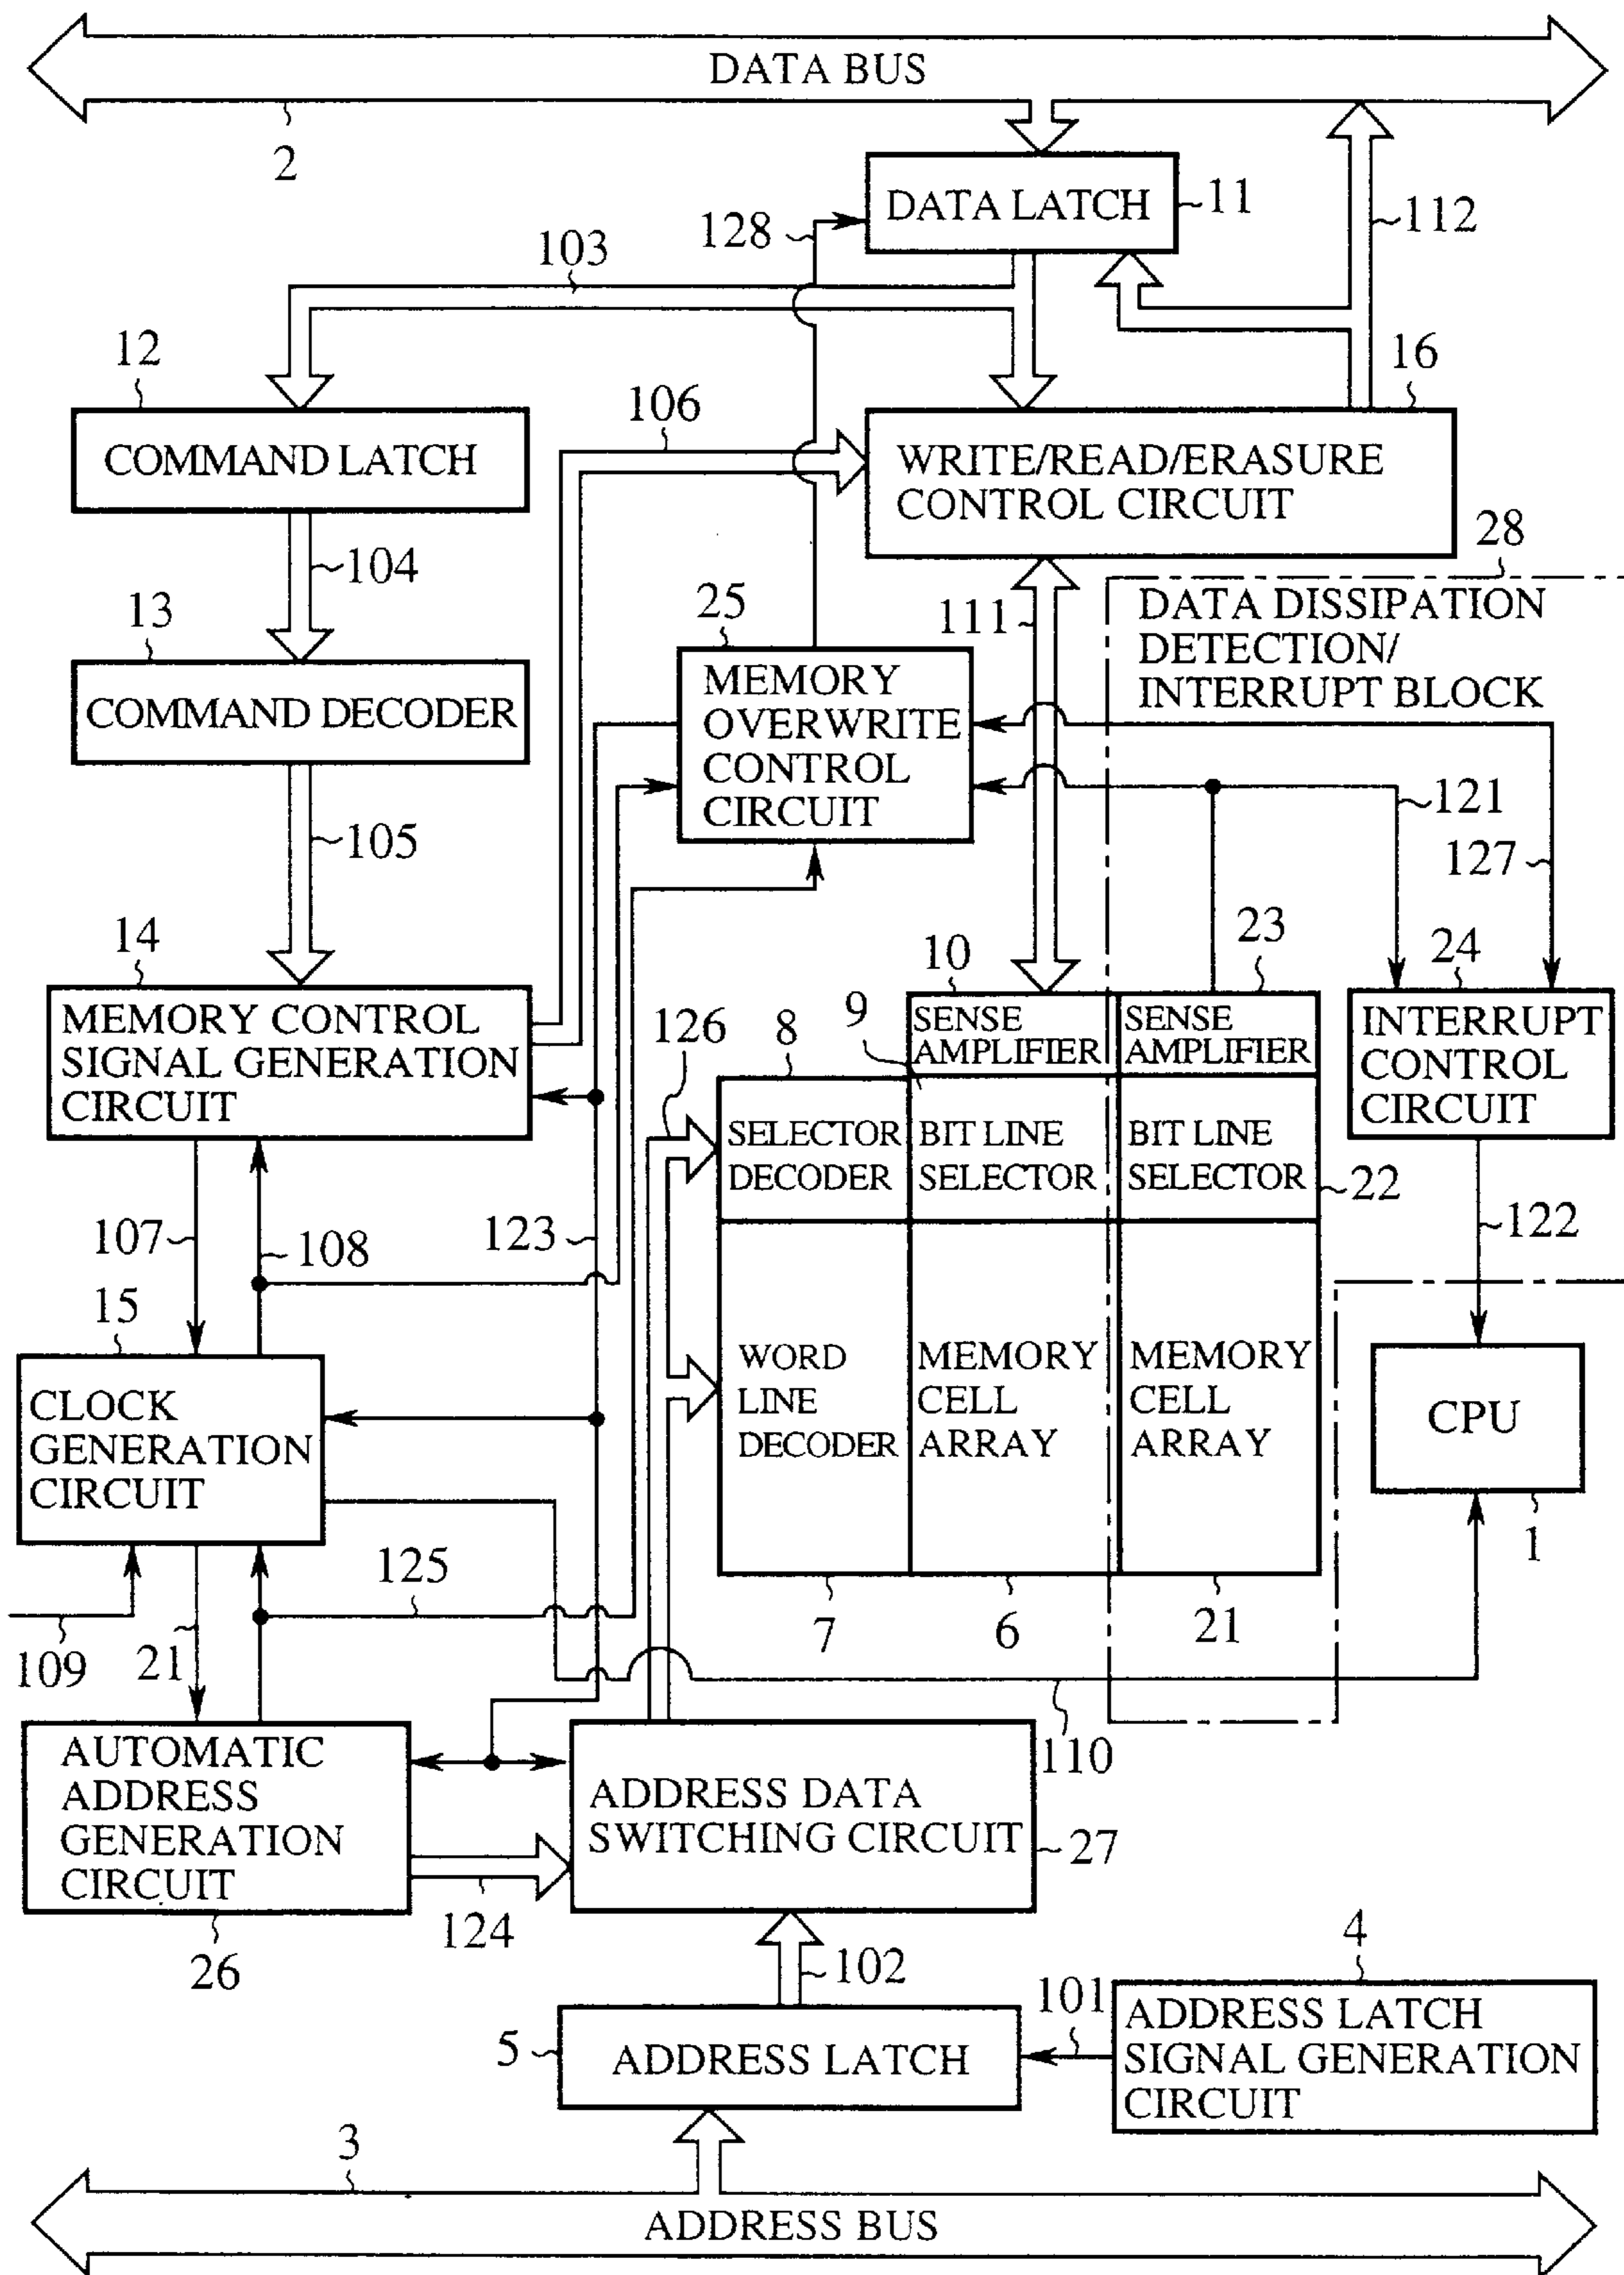 DATA BUS
2
DATA LATCH
11
112
128
103
12
COMMAND LATCH
106
16
WRITE/READ/ERASURE
CONTROL CIRCUIT
104
28
DATA DISSIPATION
DETECTION/
INTERRUPT BLOCK
111
25
MEMORY
OVERWRITE
CONTROL
CIRCUIT
13
COMMAND DECODER
105
121
127
14
MEMORY CONTROL
SIGNAL GENERATION
CIRCUIT
10
23
24
INTERRUPT
CONTROL
CIRCUIT
9
SENSE
AMPLIFIER
SENSE
AMPLIFIER
8
126
SELECTOR
DECODER
BIT LINE
SELECTOR
BIT LINE
SELECTOR
22
107
108
123
122
15
CLOCK
GENERATION
CIRCUIT
WORD
LINE
DECODER
MEMORY
CELL
ARRAY
MEMORY
CELL
ARRAY
CPU
1
125
7
6
21
109
21
110
AUTOMATIC
ADDRESS
GENERATION
CIRCUIT
26
124
ADDRESS DATA
SWITCHING CIRCUIT
27
102
4
101
ADDRESS LATCH
SIGNAL GENERATION
CIRCUIT
5
ADDRESS LATCH
3
ADDRESS BUS